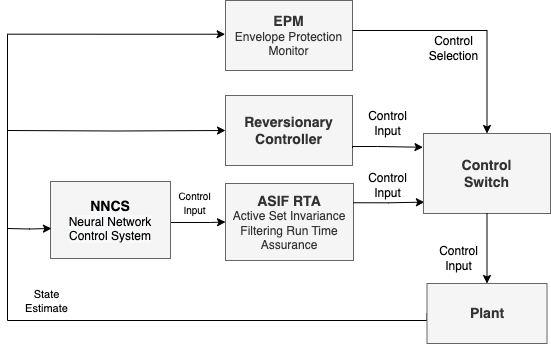 EPM
Envelope Protection
Monitor
Control
Selection
Reversionary
Controller
Control
Input
Control
Switch
NNCS
Neural Network
Control System
Control
Input
ASIF RTA
Active Set Invariance
Filtering Run Time
Assurance
Control
Input
Control
Input
State
Estimate
Plant